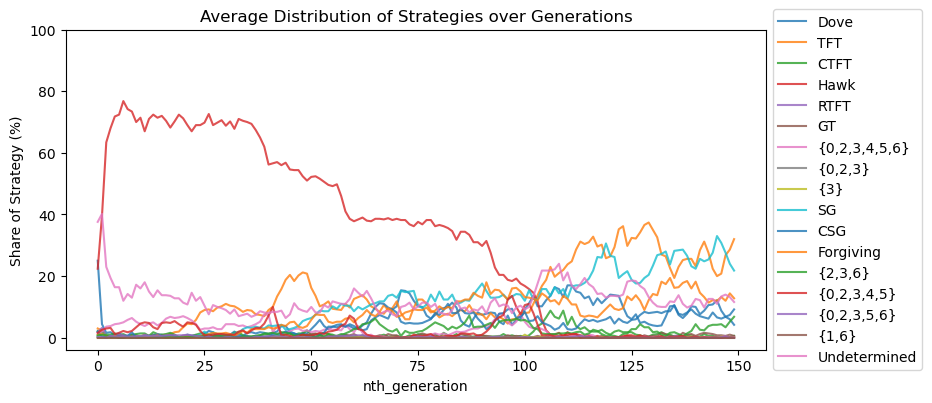 Average Distribution of Strategies over Generations
Share of Strategy (%)
100
80
60
40
20
0
0
25
50
75
100
125
150
nth_generation
Dove
TFT
CTFT
Hawk
RTFT
GT
{0,2,3,4,5,6}
{0,2,3}
{3}
SG
CSG
Forgiving
{2,3,6}
{0,2,3,4,5}
{0,2,3,5,6}
{1,6}
Undetermined